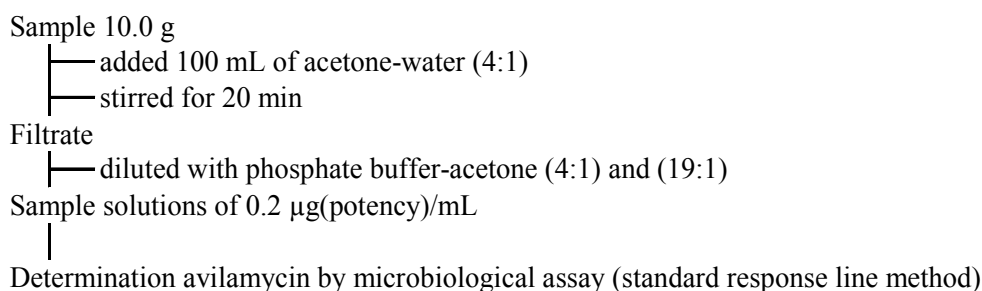 Sample 10.0 g
added 100 mL of acetone-water (4:1)
stirred for 20 min
Filtrate
diluted with phosphate buffer-acetone (4:1) and (19:1)
Sample solutions of 0.2 µg(potency)/mL
Determination avilamycin by microbiological assay (standard response line method)